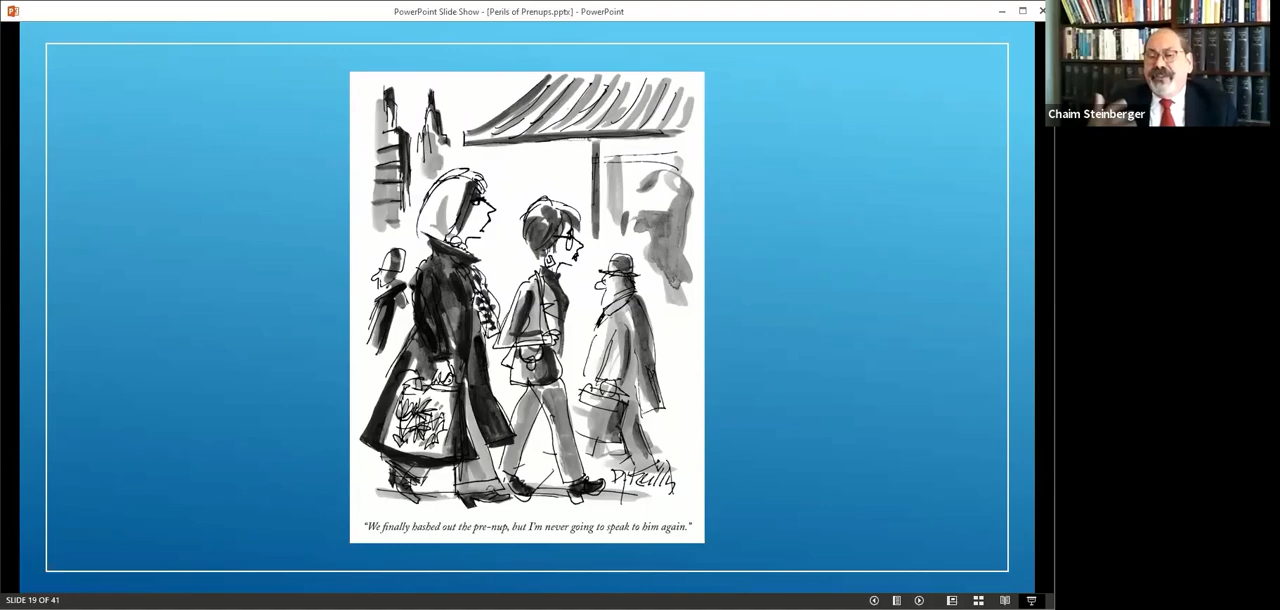 PowerPoint Slide Show - [Perils of Prenups.pptx] - PowerPoint
Chaim Steinberger
“We finally hashed out the pre-nup, but I’m never going to speak to him again.”
SLIDE 19 OF 41